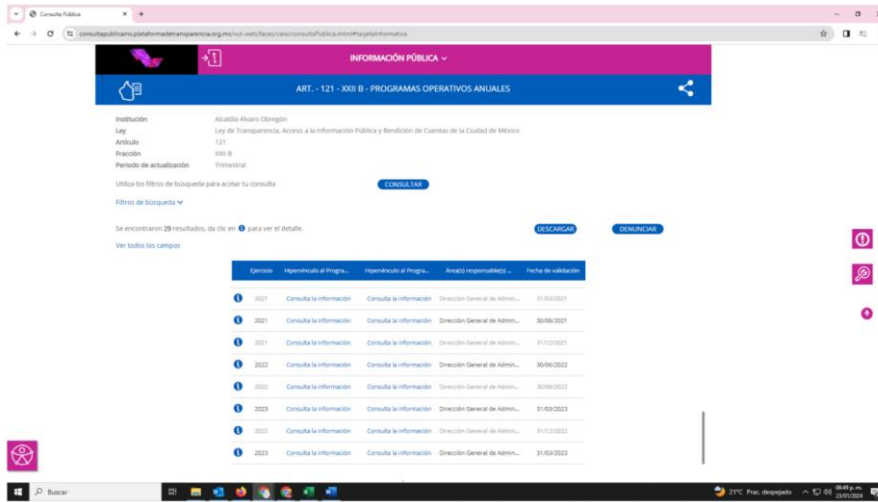 Consulta Pública
consultapublicamx.plataformadetransparencia.org.mx/vut-web/faces/view/consultaPublica.xhtml#tarjetaInformativa
INFORMACIÓN PÚBLICA
ART. - 121 - XXII B - PROGRAMAS OPERATIVOS ANUALES
Institución Alcaldía Álvaro Obregón
Ley Ley de Transparencia, Acceso a la Información Pública y Rendición de Cuentas de la Ciudad de México
Artículo 121
Fracción XXII B
Periodo de actualización Trimestral
Utiliza los filtros de búsqueda para acotar tu consulta CONSULTAR
Filtros de búsqueda
Se encontraron 29 resultados, da clic en i para ver el detalle. DESCARGAR DENUNCIAR
Ver todos los campos
Ejercicio Hipervínculo al Progra... Hipervínculo al Progra... Área(s) responsable(s) ... Fecha de validación
2021 Consulta la información Consulta la información Dirección General de Admin... 31/03/2021
2021 Consulta la información Consulta la información Dirección General de Admin... 30/06/2021
2021 Consulta la información Consulta la información Dirección General de Admin... 31/12/2021
2022 Consulta la información Consulta la información Dirección General de Admin... 30/06/2022
2022 Consulta la información Consulta la información Dirección General de Admin... 30/09/2022
2023 Consulta la información Consulta la información Dirección General de Admin... 31/03/2023
2022 Consulta la información Consulta la información Dirección General de Admin... 31/12/2022
2023 Consulta la información Consulta la información Dirección General de Admin... 31/03/2023
Buscar 21°C Prac. despejado p. m.
23/01/2024